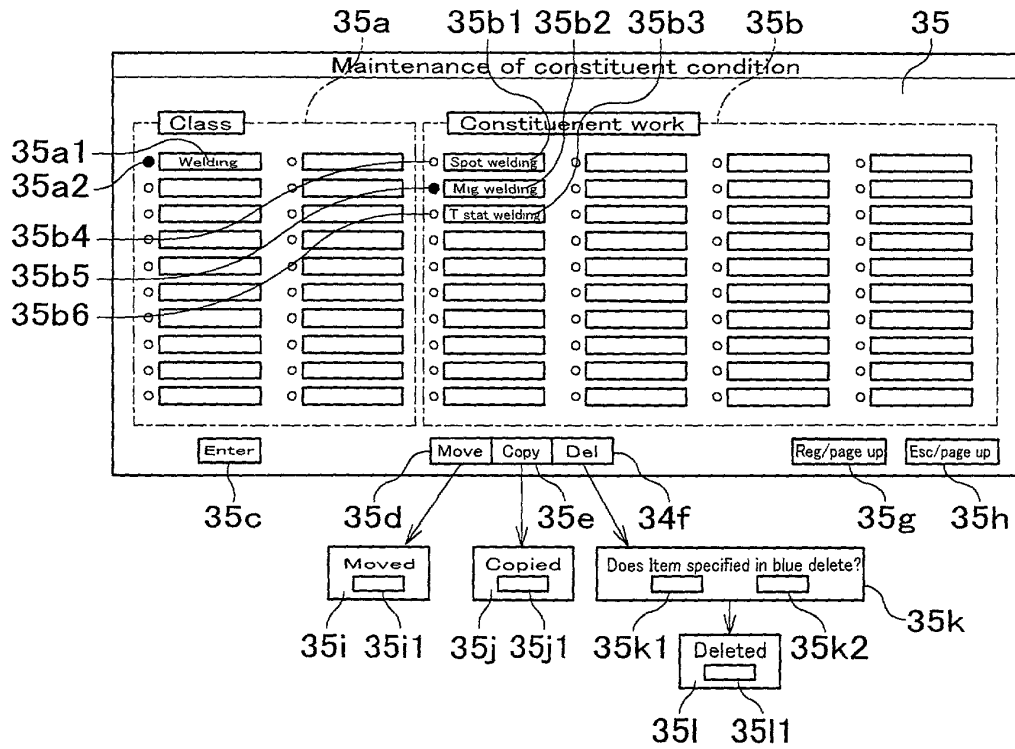 35a 35b1 35b2 35b3 35b 35
Maintenance of constituent condition
Class Constituenent work
35a1 Welding Spot welding
35a2 Mig welding
T stat welding
35b4
35b5
35b6
Enter Move Copy Del Reg/page up Esc/page up
35c 35d 35e 34f 35g 35h
Moved Copied Does Item specified in blue delete?
35i 35i1 35j 35j1 35k1 35k2 35k
Deleted
35l 35l1